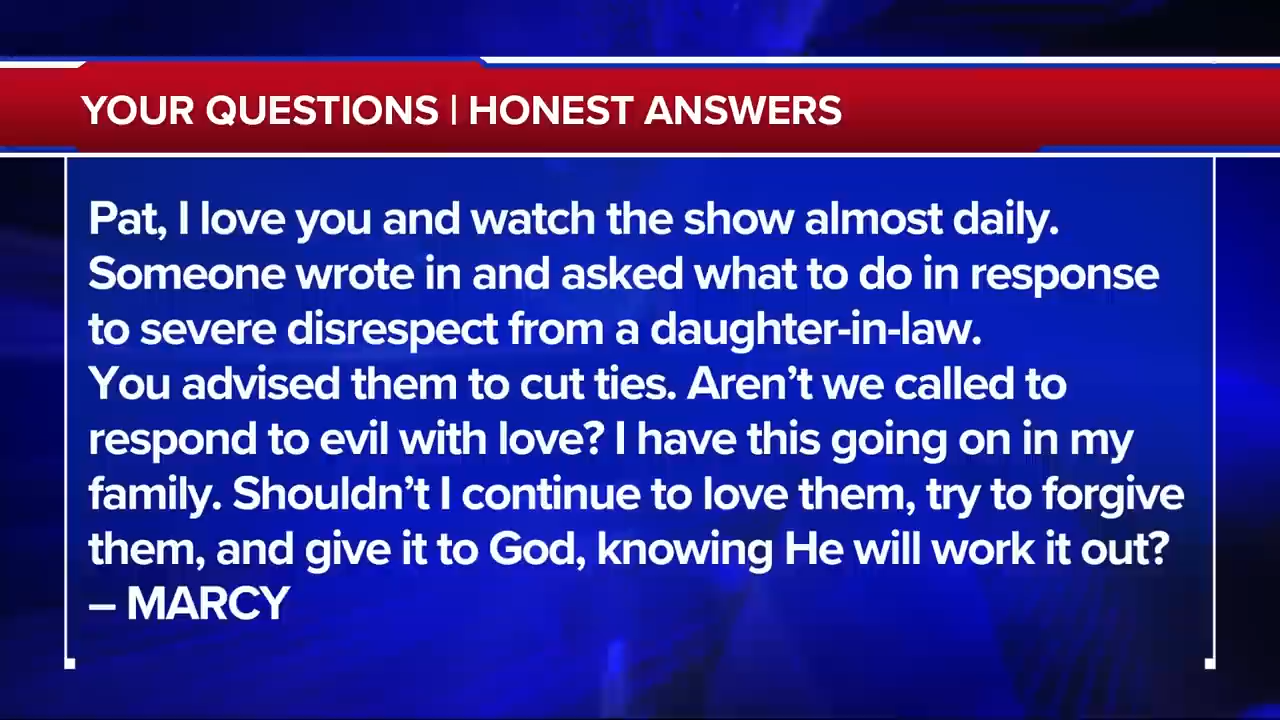 YOUR QUESTIONS | HONEST ANSWERS
Pat, I love you and watch the show almost daily.
Someone wrote in and asked what to do in response
to severe disrespect from a daughter-in-law.
You advised them to cut ties. Aren’t we called to
respond to evil with love? I have this going on in my
family. Shouldn’t I continue to love them, try to forgive
them, and give it to God, knowing He will work it out?
– MARCY